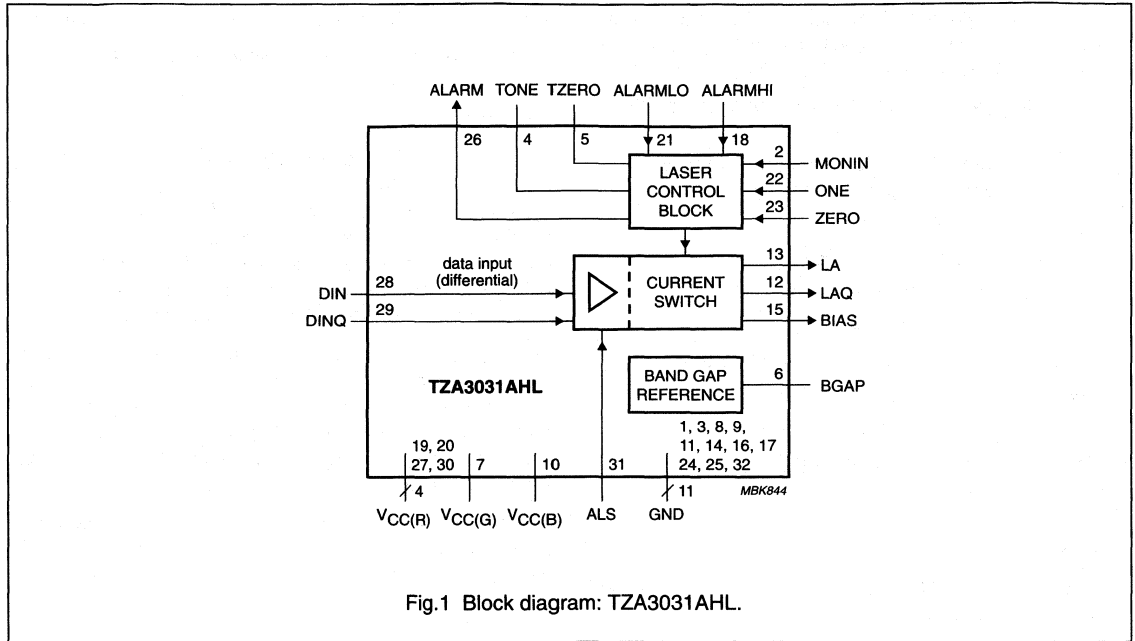 ALARM TONE TZERO ALARMLO ALARMHI
26 4 5 21 18
2 MONIN
LASER
CONTROL
BLOCK
22 ONE
23 ZERO
data input
(differential)
DIN 28
DINQ 29
CURRENT
SWITCH
13 LA
12 LAQ
15 BIAS
TZA3031AHL
BAND GAP
REFERENCE
6 BGAP
19, 20
27, 30
7 10 31
1, 3, 8, 9,
11, 14, 16, 17
24, 25, 32
4 11
MBK844
VCC(R) VCC(G) VCC(B) ALS GND
Fig.1 Block diagram: TZA3031AHL.